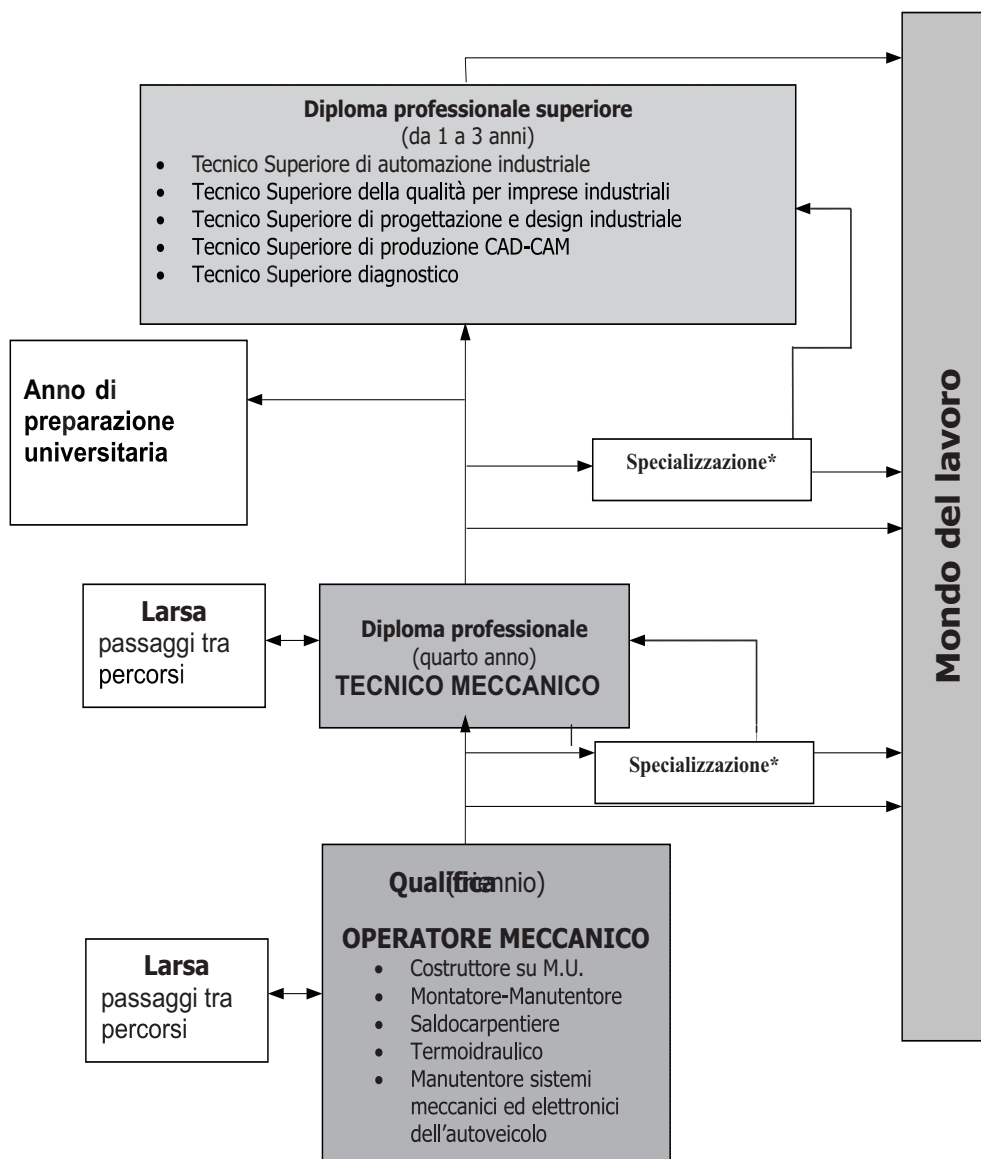 Diploma professionale superiore
(da 1 a 3 anni)
• Tecnico Superiore di automazione industriale
• Tecnico Superiore della qualità per imprese industriali
• Tecnico Superiore di progettazione e design industriale
• Tecnico Superiore di produzione CAD-CAM
• Tecnico Superiore diagnostico
Anno di
preparazione
universitaria
Specializzazione*
Mondo del lavoro
Larsa
passaggi tra
percorsi
Diploma professionale
(quarto anno)
TECNICO MECCANICO
Specializzazione*
Qualifica (triennio)
OPERATORE MECCANICO
• Costruttore su M.U.
• Montatore-Manutentore
• Saldocarpentiere
• Termoidraulico
• Manutentore sistemi
meccanici ed elettronici
dell'autoveicolo
Larsa
passaggi tra
percorsi